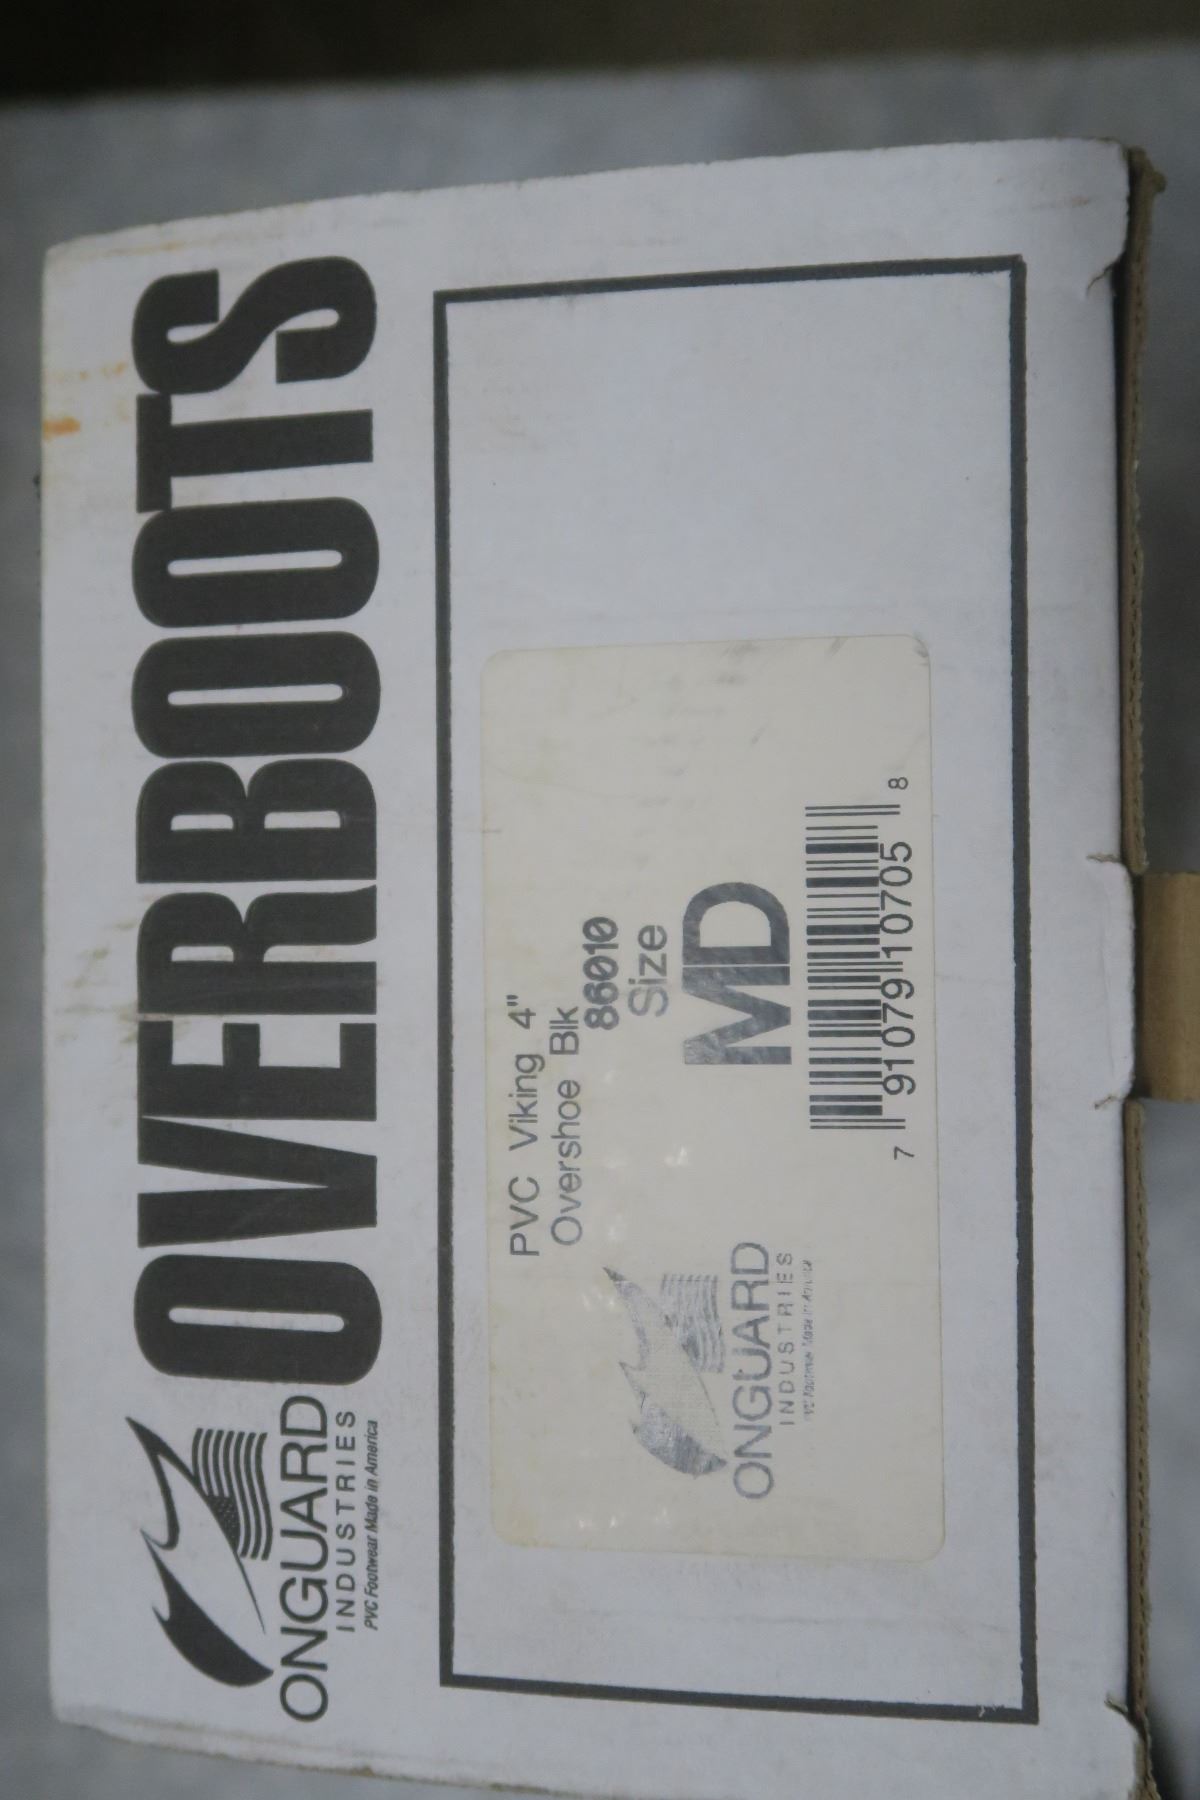 OVERBOOTS
ONGUARD
INDUSTRIES
PVC Footwear Made in America
PVC Viking 4"
Overshoe Blk
86010
Size
MD
ONGUARD
INDUSTRIES
PVC Footwear Made in America
7 91079 10705 8